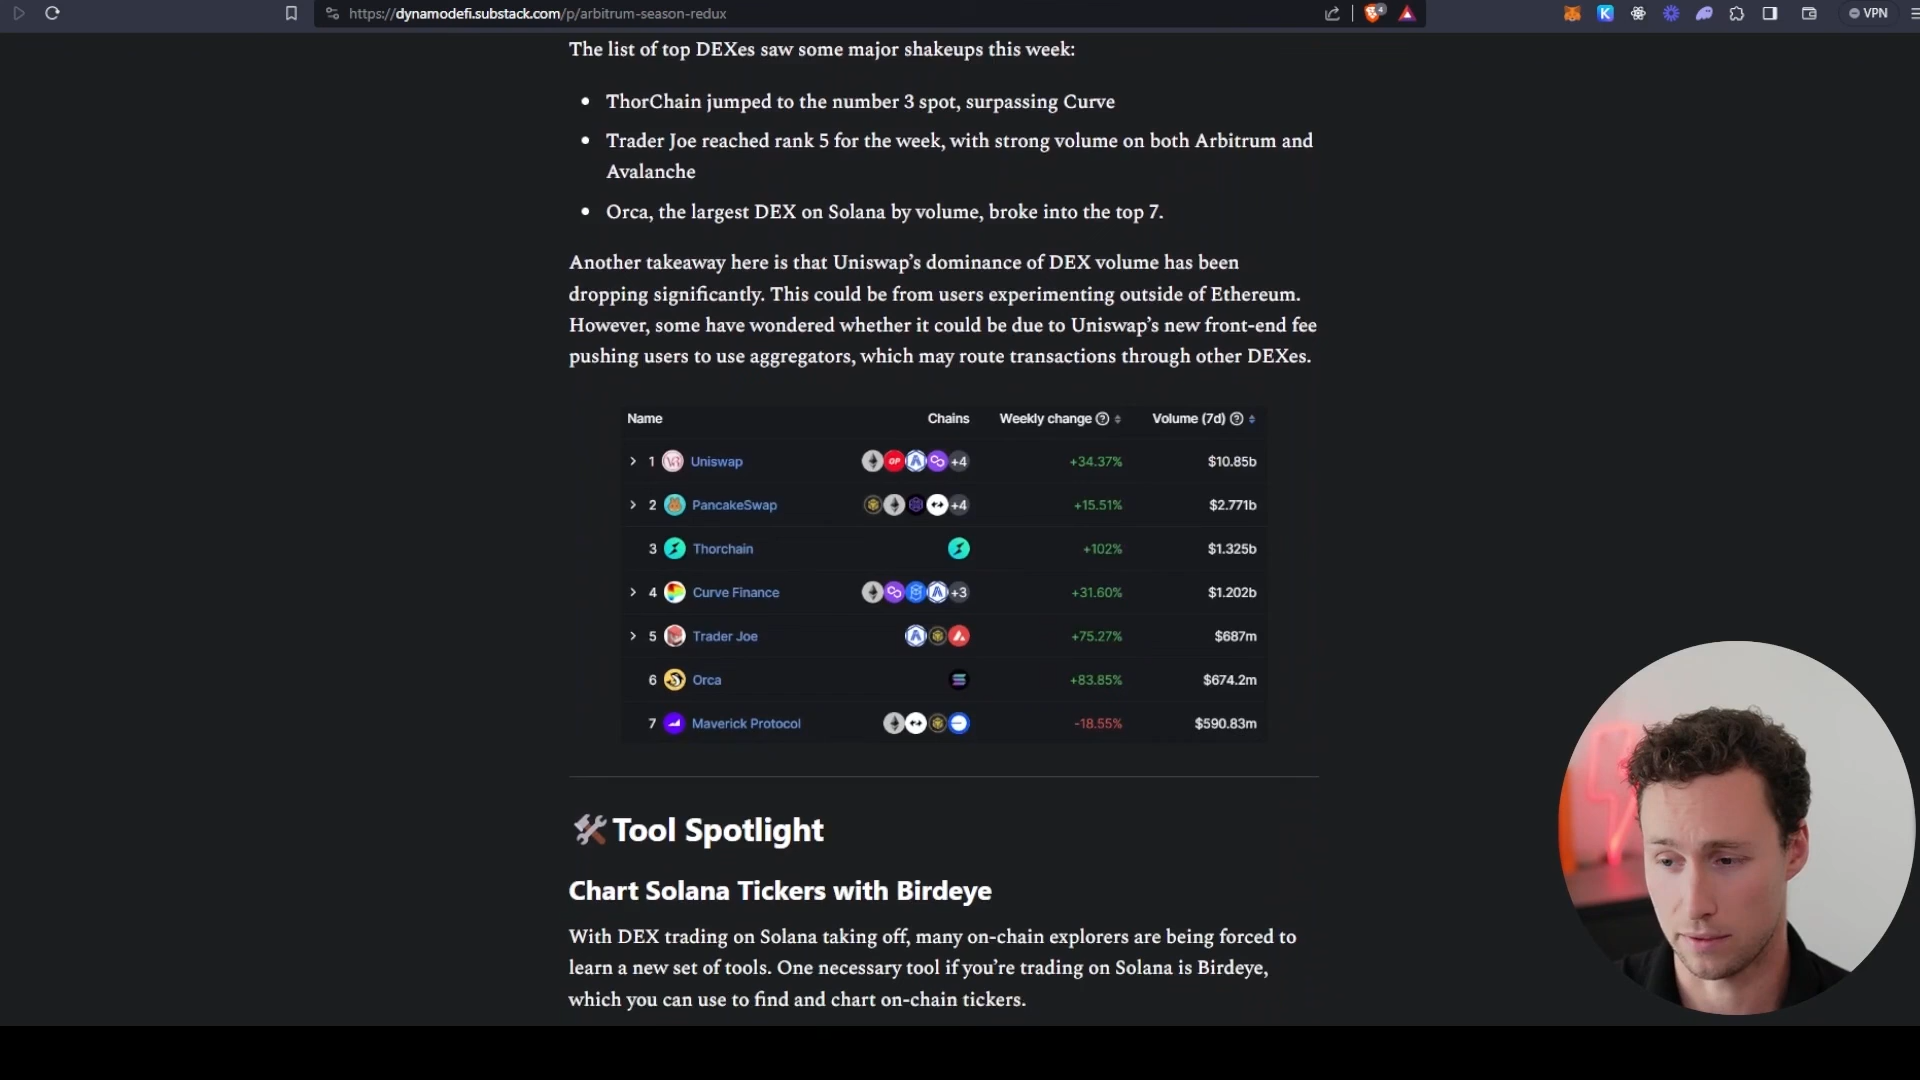 https://dynamodefi.substack.com/p/arbitrum-season-redux
4
VPN
The list of top DEXes saw some major shakeups this week:
• ThorChain jumped to the number 3 spot, surpassing Curve
• Trader Joe reached rank 5 for the week, with strong volume on both Arbitrum and
Avalanche
• Orca, the largest DEX on Solana by volume, broke into the top 7.
Another takeaway here is that Uniswap’s dominance of DEX volume has been
dropping significantly. This could be from users experimenting outside of Ethereum.
However, some have wondered whether it could be due to Uniswap’s new front-end fee
pushing users to use aggregators, which may route transactions through other DEXes.
Name Chains Weekly change Volume (7d)
1 Uniswap OP +4 +34.37% $10.85b
2 PancakeSwap +4 +15.51% $2.771b
3 Thorchain +102% $1.325b
4 Curve Finance +3 +31.60% $1.202b
5 Trader Joe +75.27% $687m
6 Orca +83.85% $674.2m
7 Maverick Protocol -18.55% $590.83m
Tool Spotlight
Chart Solana Tickers with Birdeye
With DEX trading on Solana taking off, many on-chain explorers are being forced to
learn a new set of tools. One necessary tool if you’re trading on Solana is Birdeye,
which you can use to find and chart on-chain tickers.